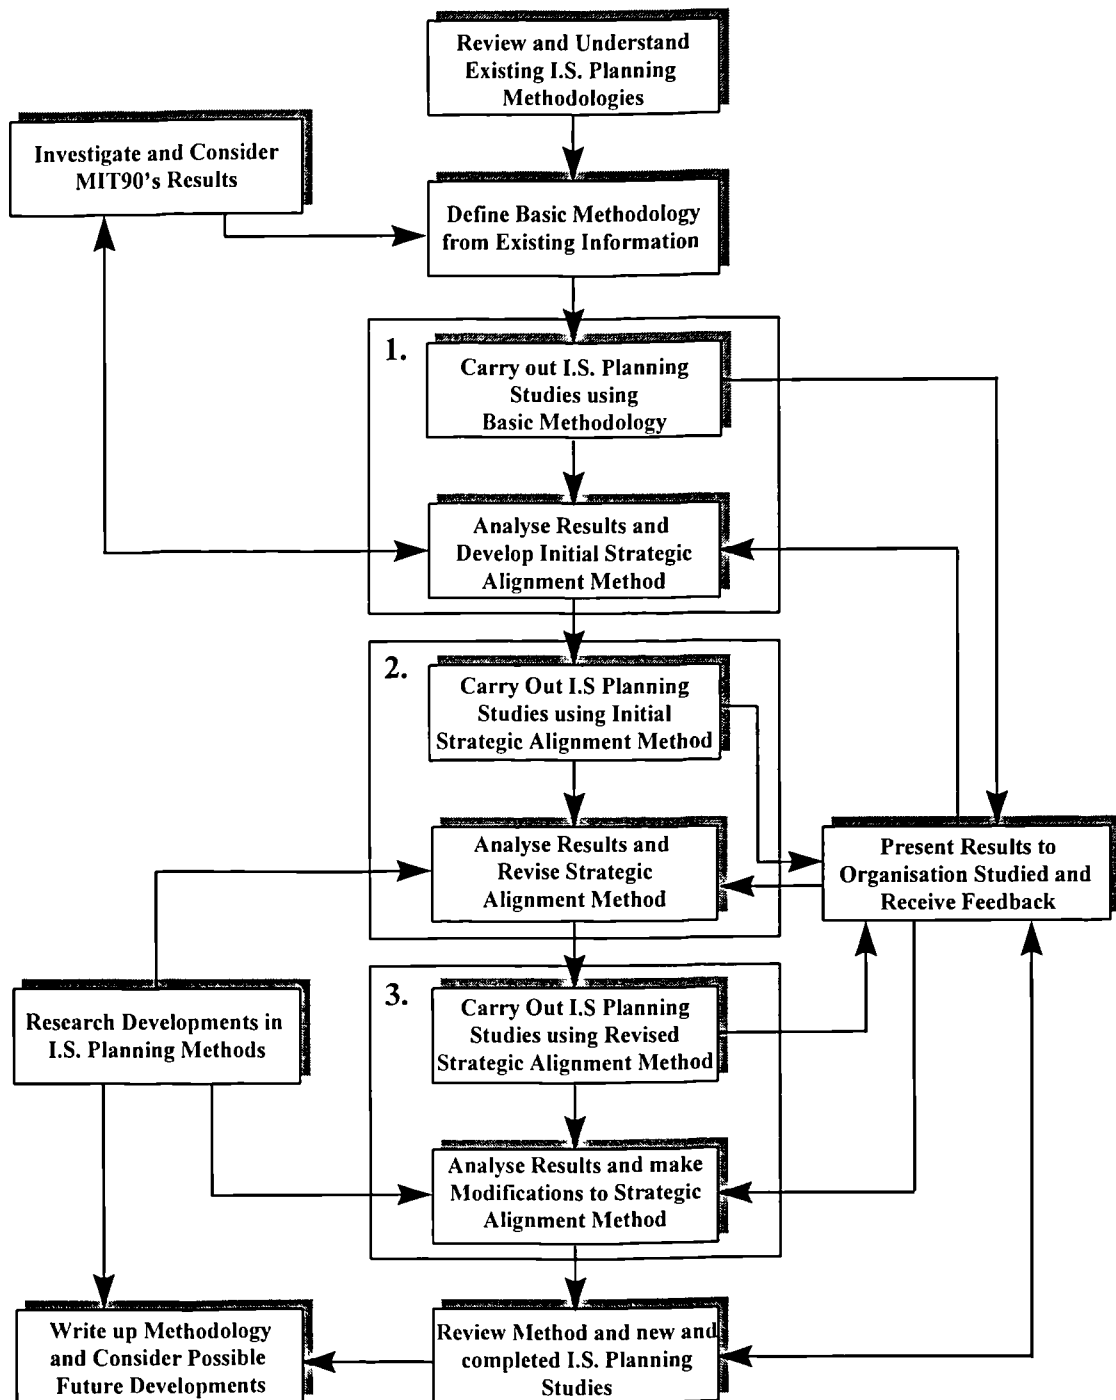 Review and Understand
Existing I.S. Planning
Methodologies
Investigate and Consider
MIT90's Results
Define Basic Methodology
from Existing Information
1.
Carry out I.S. Planning
Studies using
Basic Methodology
Analyse Results and
Develop Initial Strategic
Alignment Method
2.
Carry Out I.S Planning
Studies using Initial
Strategic Alignment Method
Analyse Results and
Revise Strategic
Alignment Method
Present Results to
Organisation Studied and
Receive Feedback
3.
Carry Out I.S Planning
Studies using Revised
Strategic Alignment Method
Research Developments in
I.S. Planning Methods
Analyse Results and make
Modifications to Strategic
Alignment Method
Write up Methodology
and Consider Possible
Future Developments
Review Method and new and
completed I.S. Planning
Studies